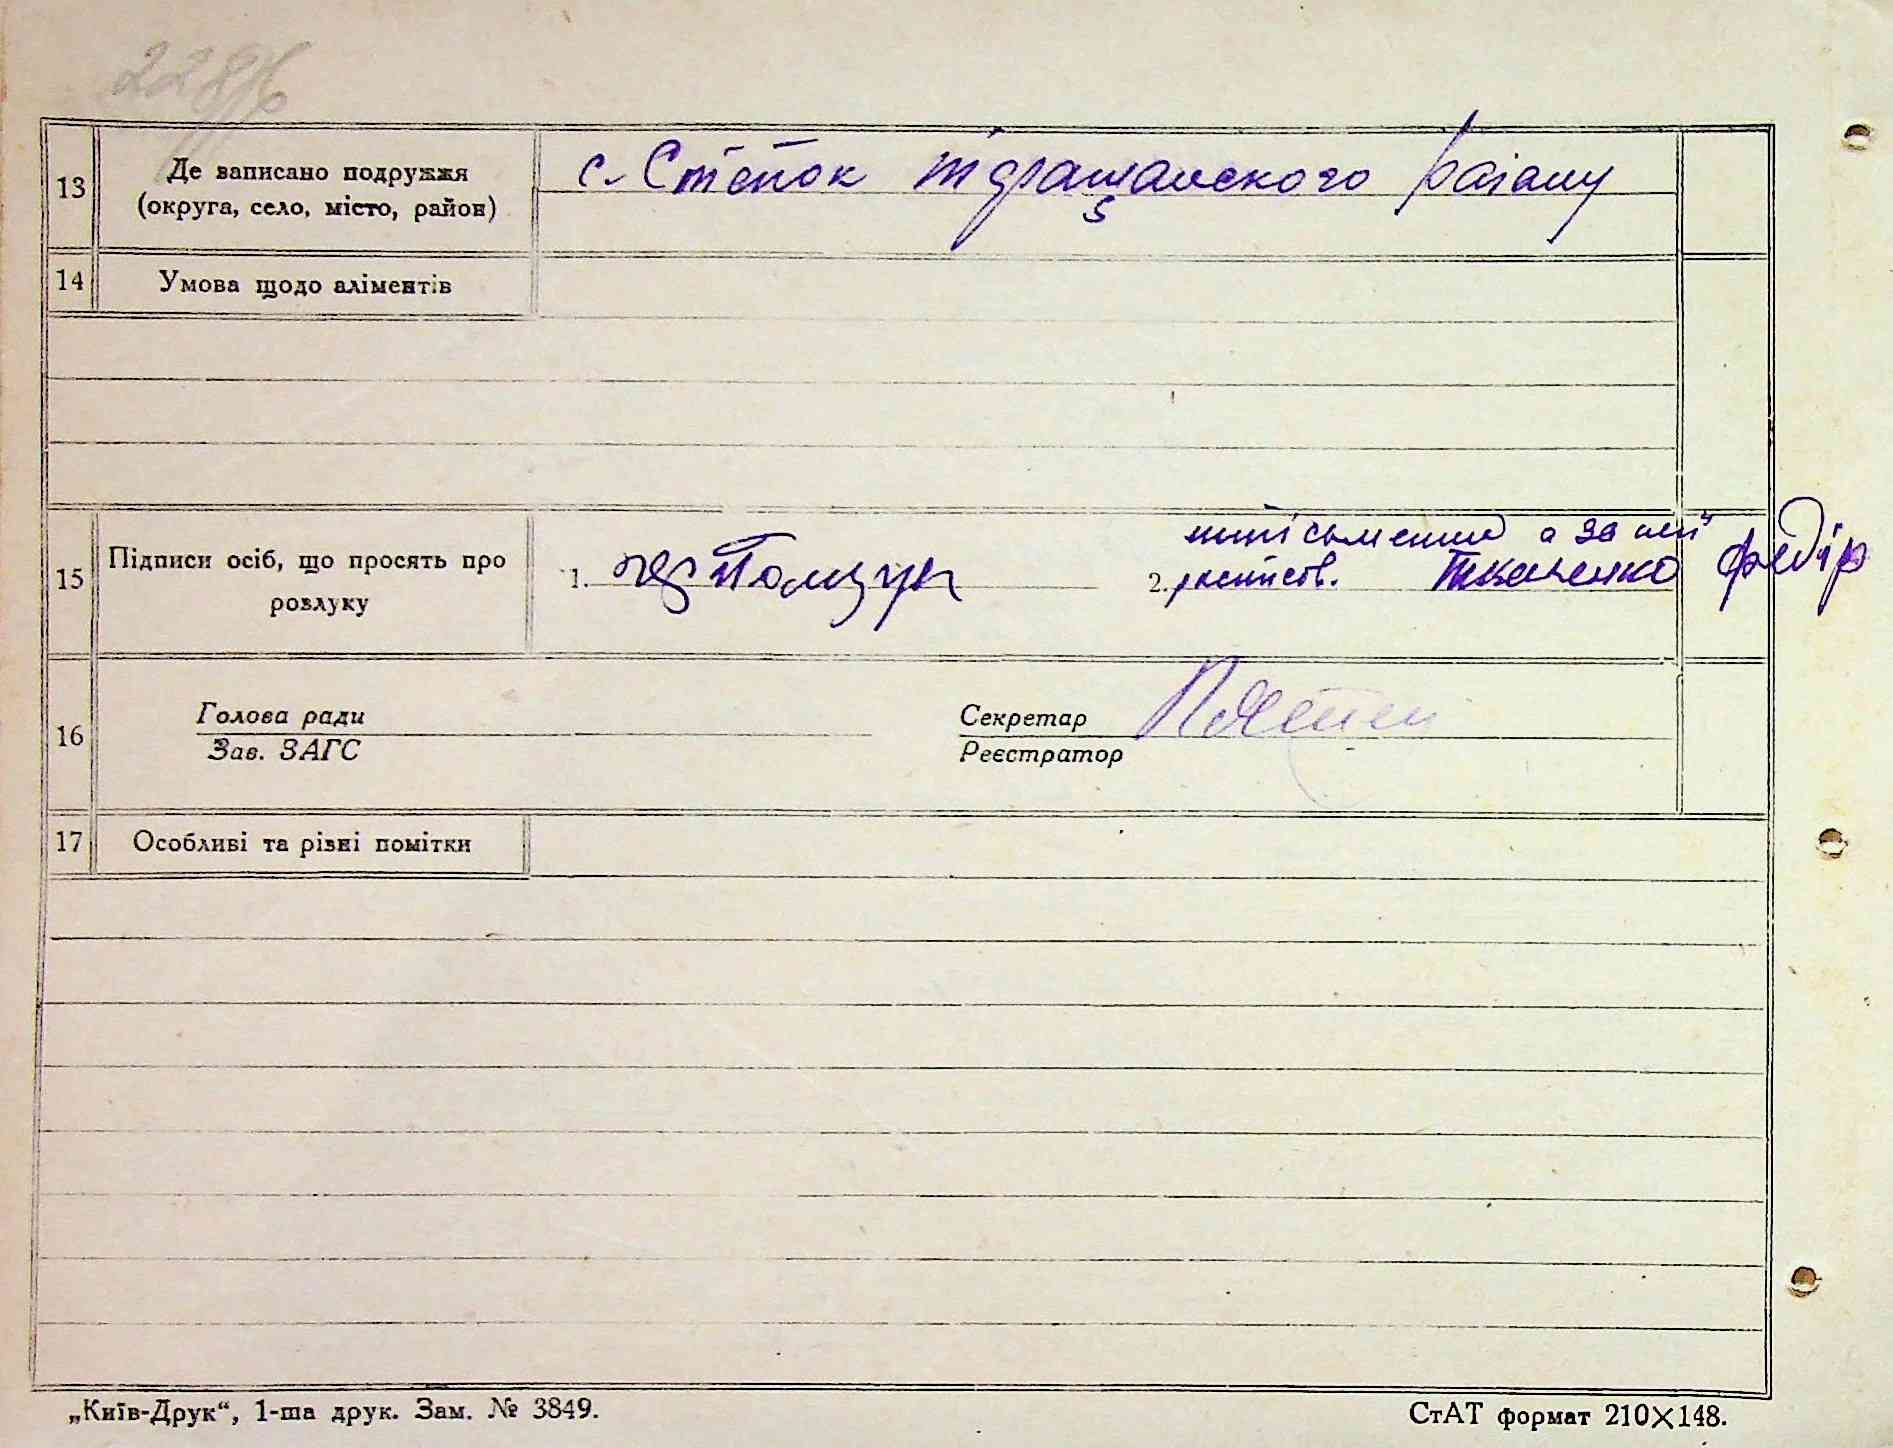 13 Де записано подружжя
(округа, село, місто, район)
с. Степок
району
14 Умова щодо аліментів
15 Підписи осіб, що просять про
розлуку
1.
2.
Ткаченко Федір
16 Голова ради
Зав. ЗАГС
Секретар
Реєстратор
17 Особливі та різні помітки
„Київ-Друк“, 1-ша друк. Зам. № 3849.
СтАТ формат 210×148.